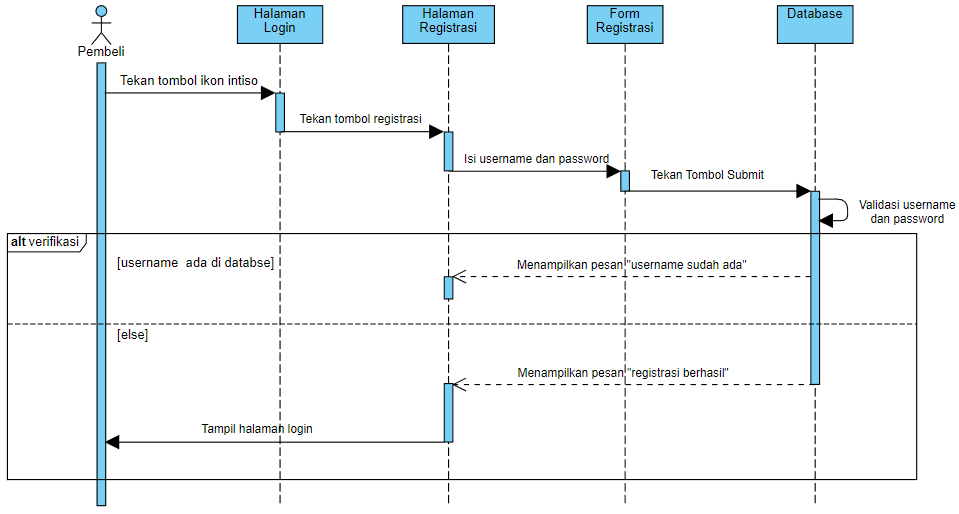 Halaman
Login
Halaman
Registrasi
Form
Registrasi
Database
Pembeli
Tekan tombol ikon intiso
Tekan tombol registrasi
Isi username dan password
Tekan Tombol Submit
Validasi username
dan password
alt verifikasi
[username  ada di databse]
Menampilkan pesan "username sudah ada"
[else]
Menampilkan pesan "registrasi berhasil"
Tampil halaman login